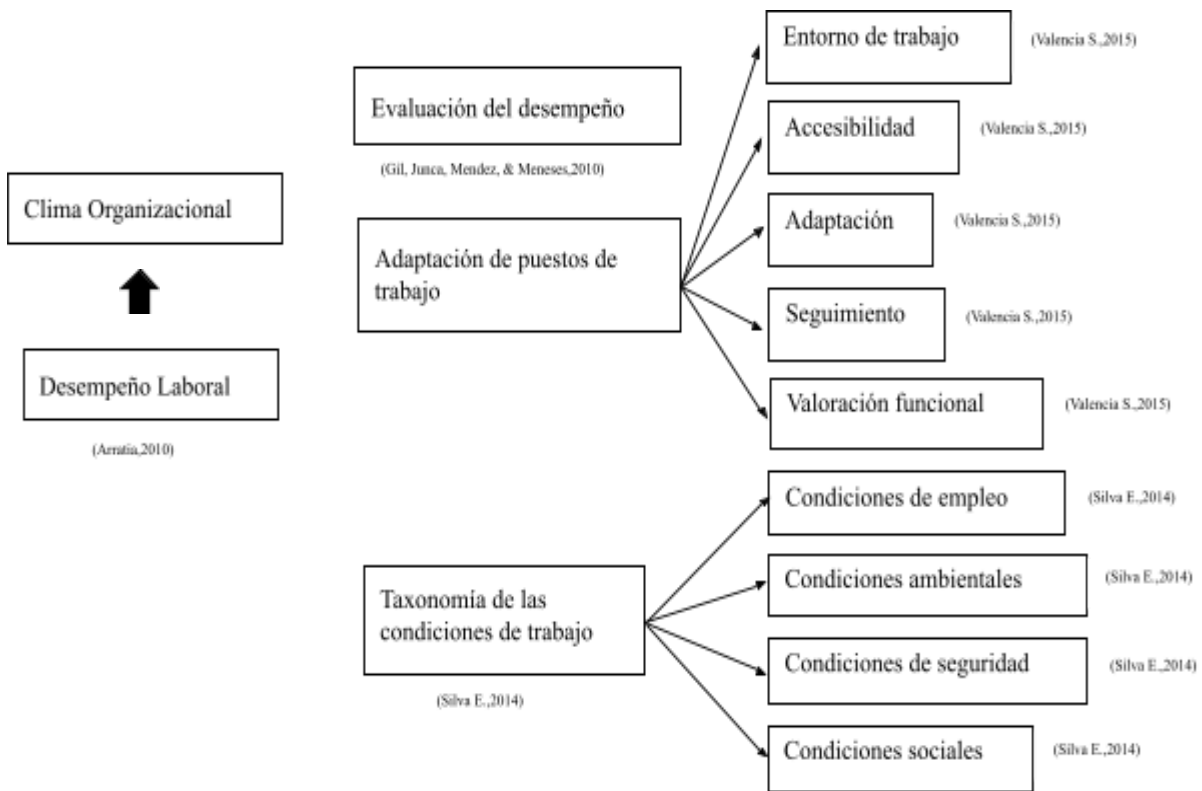 Clima Organizacional
Desempeño Laboral
(Arratia,2010)
Evaluación del desempeño
(Gil, Junca, Mendez, & Meneses,2010)
Adaptación de puestos de
trabajo
Entorno de trabajo
(Valencia S.,2015)
Accesibilidad
(Valencia S.,2015)
Adaptación
(Valencia S.,2015)
Seguimiento
(Valencia S.,2015)
Valoración funcional
(Valencia S.,2015)
Taxonomía de las
condiciones de trabajo
(Silva E.,2014)
Condiciones de empleo
(Silva E.,2014)
Condiciones ambientales
(Silva E.,2014)
Condiciones de seguridad
(Silva E.,2014)
Condiciones sociales
(Silva E.,2014)